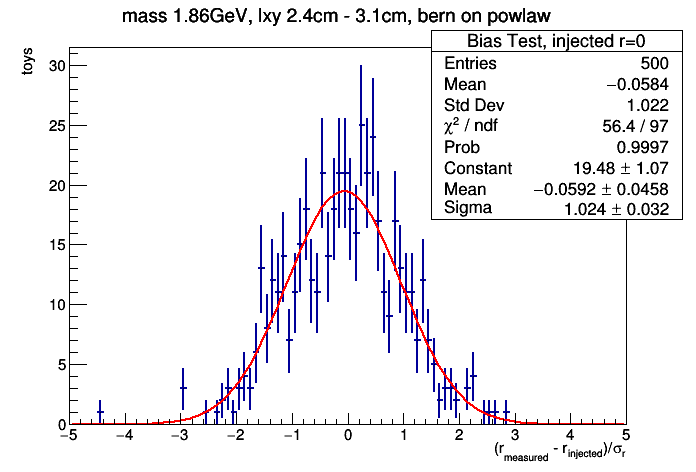 mass 1.86GeV, lxy 2.4cm - 3.1cm, bern on powlaw
Bias Test, injected r=0
Entries 500
Mean −0.0584
Std Dev 1.022
χ² / ndf 56.4 / 97
Prob 0.9997
Constant 19.48 ± 1.07
Mean −0.0592 ± 0.0458
Sigma 1.024 ± 0.032
toys
30
25
20
15
10
5
0
−5 −4 −3 −2 −1 0 1 2 3 4 5
(r_measured - r_injected)/σ_r